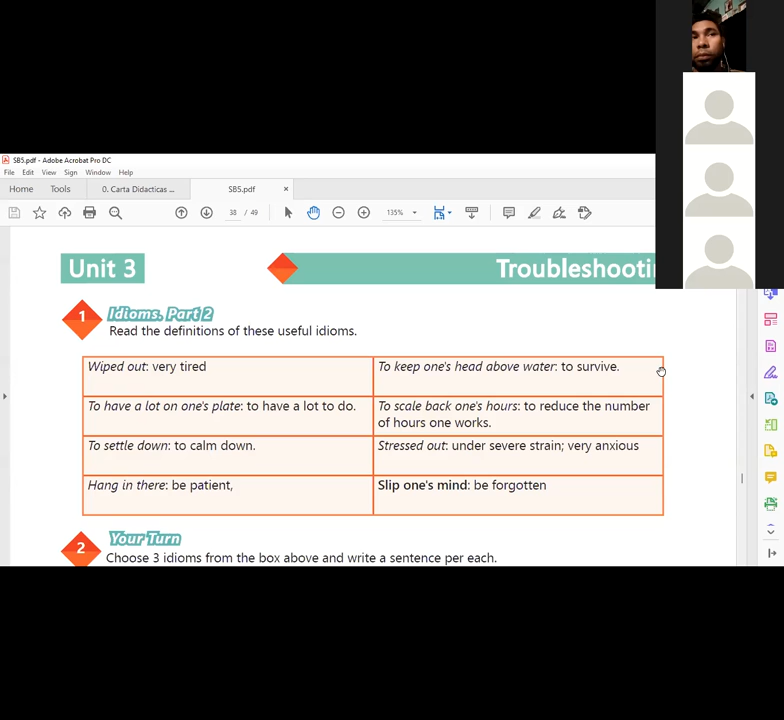 SB5.pdf - Adobe Acrobat Pro DC
File Edit View Sign Window Help
Home Tools 0. Carta Didacticas ... SB5.pdf ×
38 / 49 135%
Unit 3 Troubleshootin
1 Idioms. Part 2
Read the definitions of these useful idioms.
Wiped out: very tired
To keep one's head above water: to survive.
To have a lot on one's plate: to have a lot to do.
To scale back one's hours: to reduce the number
of hours one works.
To settle down: to calm down.
Stressed out: under severe strain; very anxious
Hang in there: be patient,
Slip one's mind: be forgotten
2 Your Turn
Choose 3 idioms from the box above and write a sentence per each.